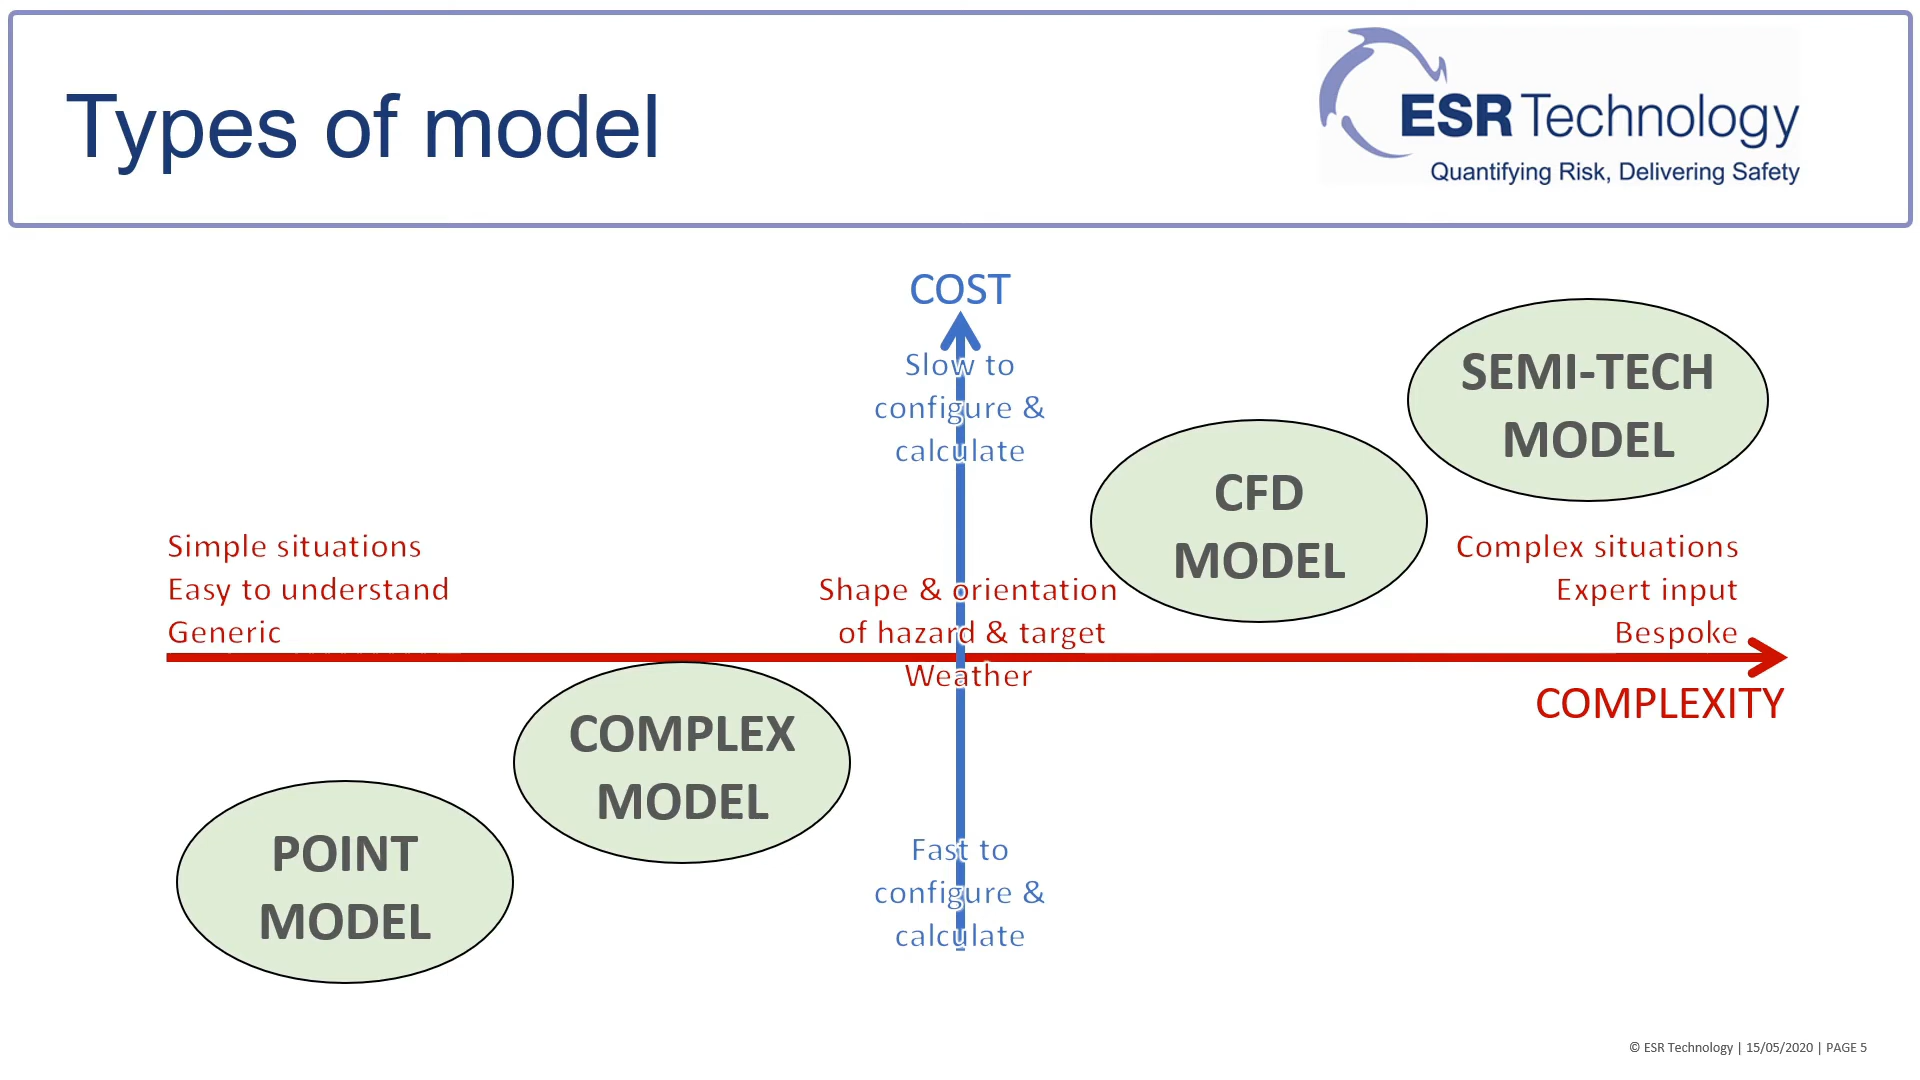 Types of model
ESR Technology
Quantifying Risk, Delivering Safety
COST
Slow to
configure &
calculate
SEMI-TECH
MODEL
CFD
MODEL
Simple situations
Easy to understand
Generic
Shape & orientation
of hazard & target
Weather
Complex situations
Expert input
Bespoke
COMPLEXITY
COMPLEX
MODEL
POINT
MODEL
Fast to
configure &
calculate
© ESR Technology | 15/05/2020 | PAGE 5